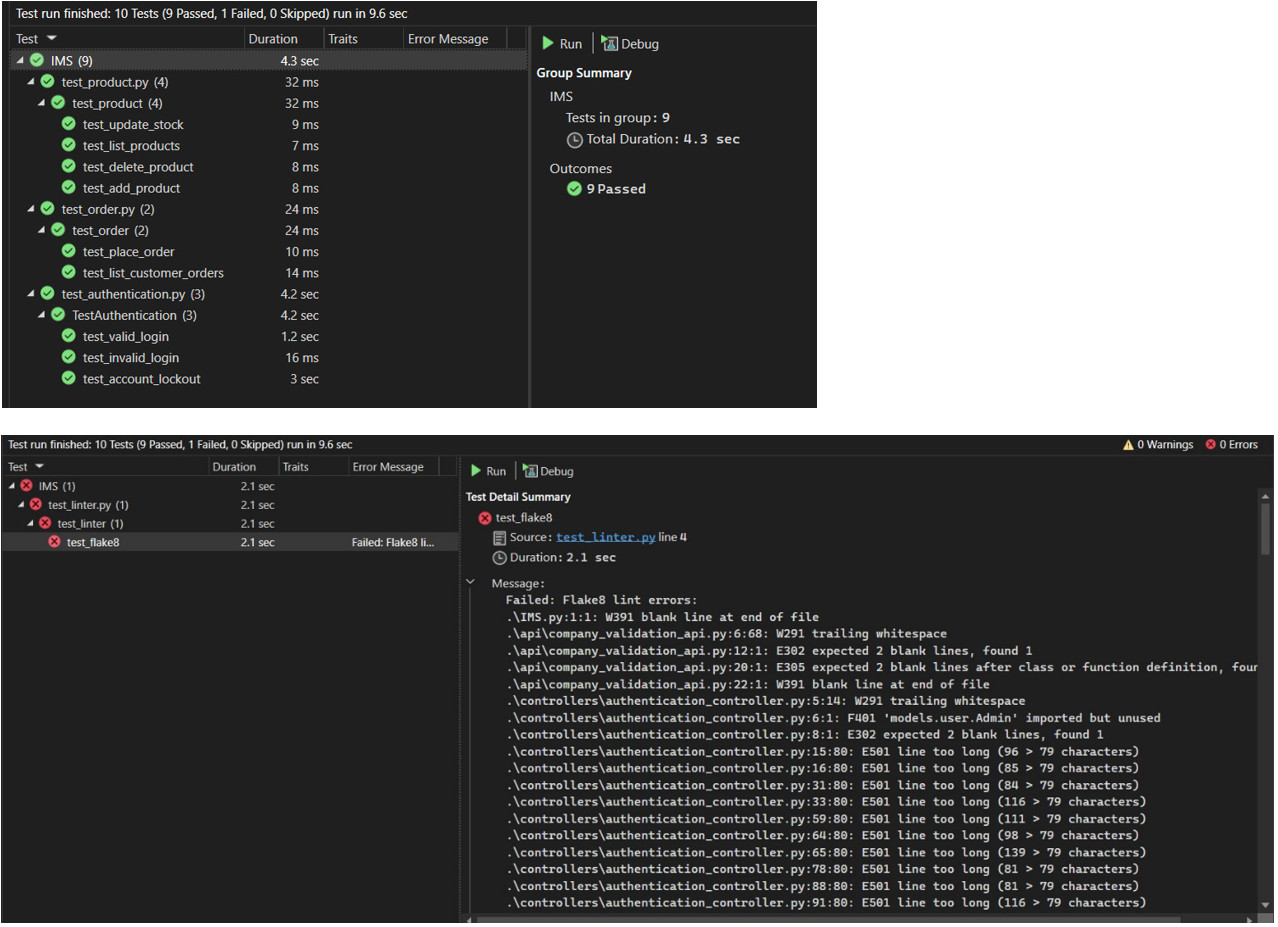 Test run finished: 10 Tests (9 Passed, 1 Failed, 0 Skipped) run in 9.6 sec
Test Duration Traits Error Message
IMS (9) 4.3 sec
test_product.py (4) 32 ms
test_product (4) 32 ms
test_update_stock 9 ms
test_list_products 7 ms
test_delete_product 8 ms
test_add_product 8 ms
test_order.py (2) 24 ms
test_order (2) 24 ms
test_place_order 10 ms
test_list_customer_orders 14 ms
test_authentication.py (3) 4.2 sec
TestAuthentication (3) 4.2 sec
test_valid_login 1.2 sec
test_invalid_login 16 ms
test_account_lockout 3 sec
Run Debug
Group Summary
IMS
Tests in group: 9
Total Duration: 4.3 sec
Outcomes
9 Passed
Test run finished: 10 Tests (9 Passed, 1 Failed, 0 Skipped) run in 9.6 sec
0 Warnings 0 Errors
Test Duration Traits Error Message
IMS (1) 2.1 sec
test_linter.py (1) 2.1 sec
test_linter (1) 2.1 sec
test_flake8 2.1 sec Failed: Flake8 li...
Run Debug
Test Detail Summary
test_flake8
Source: test_linter.py line 4
Duration: 2.1 sec
Message:
Failed: Flake8 lint errors:
.\IMS.py:1:1: W391 blank line at end of file
.\api\company_validation_api.py:6:68: W291 trailing whitespace
.\api\company_validation_api.py:12:1: E302 expected 2 blank lines, found 1
.\api\company_validation_api.py:20:1: E305 expected 2 blank lines after class or function definition, four
.\api\company_validation_api.py:22:1: W391 blank line at end of file
.\controllers\authentication_controller.py:5:14: W291 trailing whitespace
.\controllers\authentication_controller.py:6:1: F401 'models.user.Admin' imported but unused
.\controllers\authentication_controller.py:8:1: E302 expected 2 blank lines, found 1
.\controllers\authentication_controller.py:15:80: E501 line too long (96 > 79 characters)
.\controllers\authentication_controller.py:16:80: E501 line too long (85 > 79 characters)
.\controllers\authentication_controller.py:31:80: E501 line too long (84 > 79 characters)
.\controllers\authentication_controller.py:33:80: E501 line too long (116 > 79 characters)
.\controllers\authentication_controller.py:59:80: E501 line too long (111 > 79 characters)
.\controllers\authentication_controller.py:64:80: E501 line too long (98 > 79 characters)
.\controllers\authentication_controller.py:65:80: E501 line too long (139 > 79 characters)
.\controllers\authentication_controller.py:78:80: E501 line too long (81 > 79 characters)
.\controllers\authentication_controller.py:88:80: E501 line too long (81 > 79 characters)
.\controllers\authentication_controller.py:91:80: E501 line too long (116 > 79 characters)